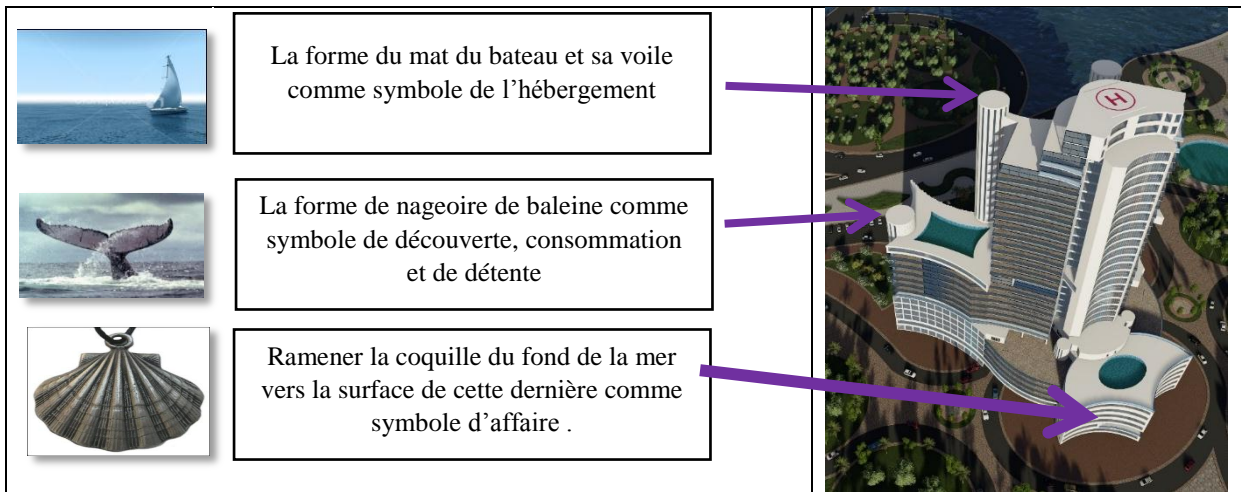 La forme du mat du bateau et sa voile
comme symbole de l’hébergement
La forme de nageoire de baleine comme
symbole de découverte, consommation
et de détente
Ramener la coquille du fond de la mer
vers la surface de cette dernière comme
symbole d’affaire .
H